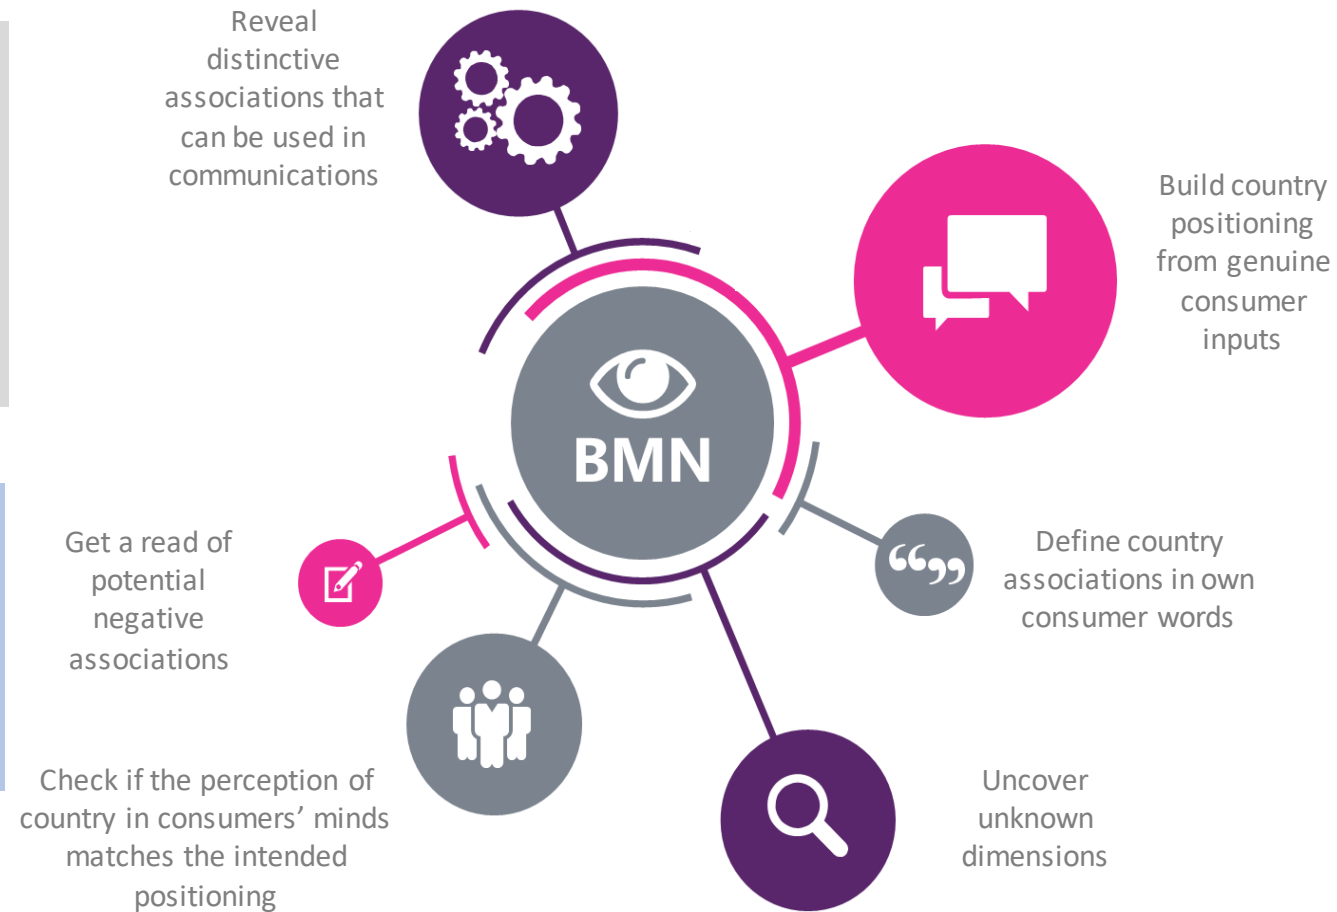 Reveal
distinctive
associations that
can be used in
communications
Build country
positioning
from genuine
consumer
inputs
BMN
Get a read of
potential
negative
associations
“„
Define country
associations in own
consumer words
Check if the perception of
country in consumers’ minds
matches the intended
positioning
Uncover
unknown
dimensions